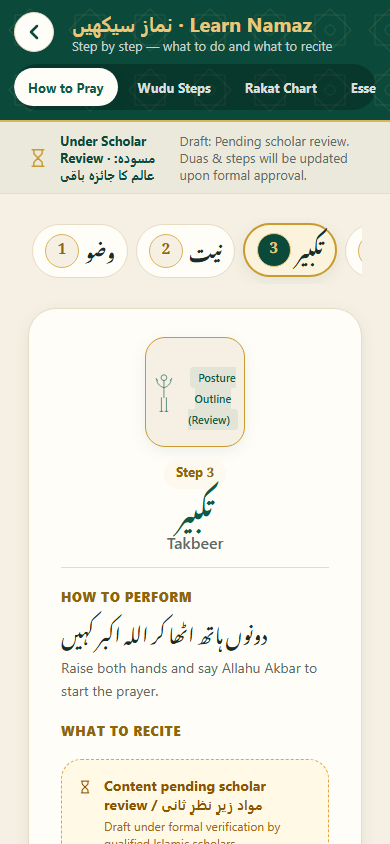 نماز سیکھیں · Learn Namaz
Step by step — what to do and what to recite
How to Pray
Wudu Steps
Rakat Chart
Esse
Under Scholar
Review · مسودہ:
عالم کا جائزہ باقی
Draft: Pending scholar review.
Duas & steps will be updated
upon formal approval.
1 وضو
2 نیت
3 تکبیر
Posture
Outline
(Review)
Step 3
تکبیر
Takbeer
HOW TO PERFORM
دونوں ہاتھ اٹھا کر اللہ اکبر کہیں
Raise both hands and say Allahu Akbar to
start the prayer.
WHAT TO RECITE
Content pending scholar
review / مواد زیرِ نظرِ ثانی
Draft under formal verification by
qualified Islamic scholars